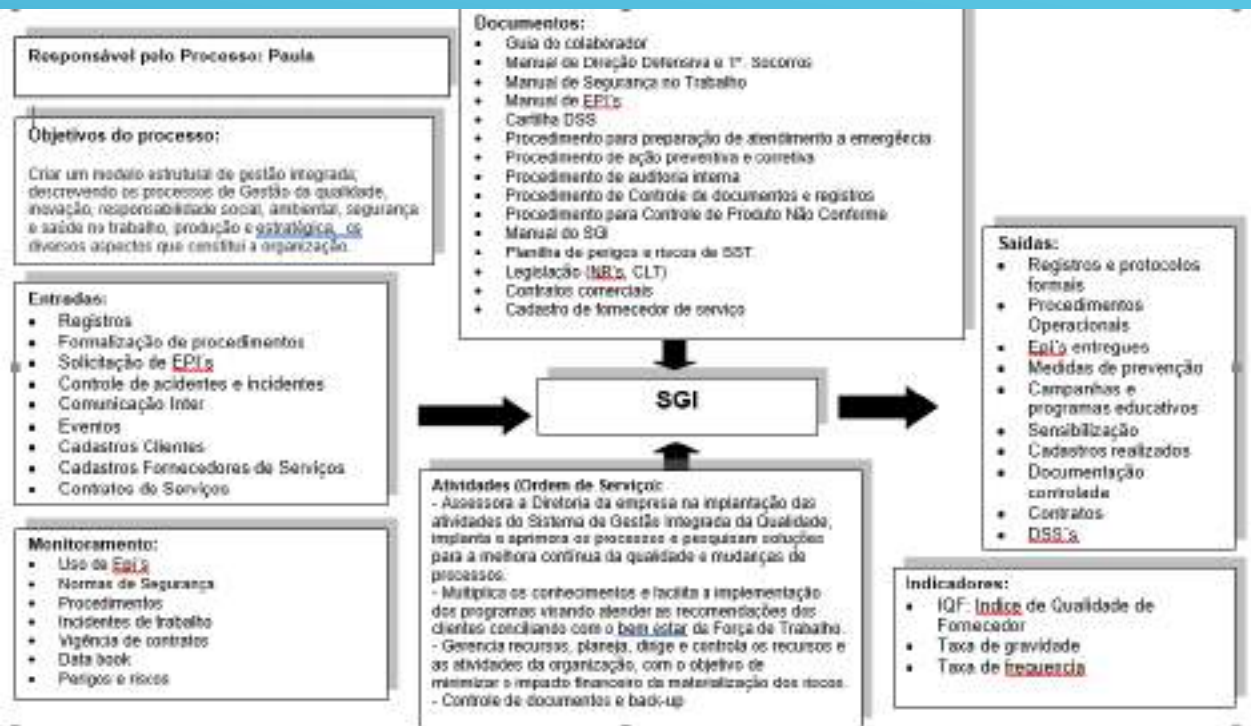 Responsável pelo Processo: Paula
Objetivos do processo:
Criar um modelo estrutural de gestão integrada,
descrevendo os processos de Gestão da qualidade,
inovação, responsabilidade social, ambiental, segurança
e saúde no trabalho, produção e estratégica, os
diversos aspectos que constitui a organização.
Entradas:
• Registros
• Formalização de procedimentos
• Solicitação de EPI´s
• Controle de acidentes e incidentes
• Comunicação Inter
• Eventos
• Cadastros Clientes
• Cadastros Fornecedores de Serviços
• Contratos de Serviços
Monitoramento:
• Uso de Epi´s
• Normas de Segurança
• Procedimentos
• Incidentes de trabalho
• Vigência de contratos
• Data book
• Perigos e riscos
Documentos:
• Guia do colaborador
• Manual de Direção Defensiva e 1º. Socorros
• Manual de Segurança no Trabalho
• Manual de EPI´s
• Cartilha DSS
• Procedimento para preparação de atendimento a emergência
• Procedimento de ação preventiva e corretiva
• Procedimento de auditoria interna
• Procedimento de Controle de documentos e registros
• Procedimento para Controle de Produto Não Conforme
• Manual do SGI
• Planilha de perigos e riscos de SST
• Legislação (NR's, CLT)
• Contratos comerciais
• Cadastro de fornecedor de serviço
SGI
Atividades (Ordem de Serviço):
- Assessora a Diretoria da empresa na implantação das
atividades do Sistema de Gestão Integrada da Qualidade,
implanta e aprimora os processos e pesquisam soluções
para a melhora contínua da qualidade e mudanças de
processos.
- Multiplica os conhecimentos e facilita a implementação
dos programas visando atender as recomendações dos
clientes conciliando com o bem estar da Força de Trabalho.
- Gerencia recursos, planeja, dirige e controla os recursos e
as atividades da organização, com o objetivo de
minimizar o impacto financeiro da materialização dos riscos.
- Controle de documentos e back-up
Saídas:
• Registros e protocolos
formais
• Procedimentos
Operacionais
• Epi´s entregues
• Medidas de prevenção
• Campanhas e
programas educativos
• Sensibilização
• Cadastros realizados
• Documentação
controlada
• Contratos
• DSS´s
Indicadores:
• IQF: Indice de Qualidade de
Fornecedor
• Taxa de gravidade
• Taxa de frequencia